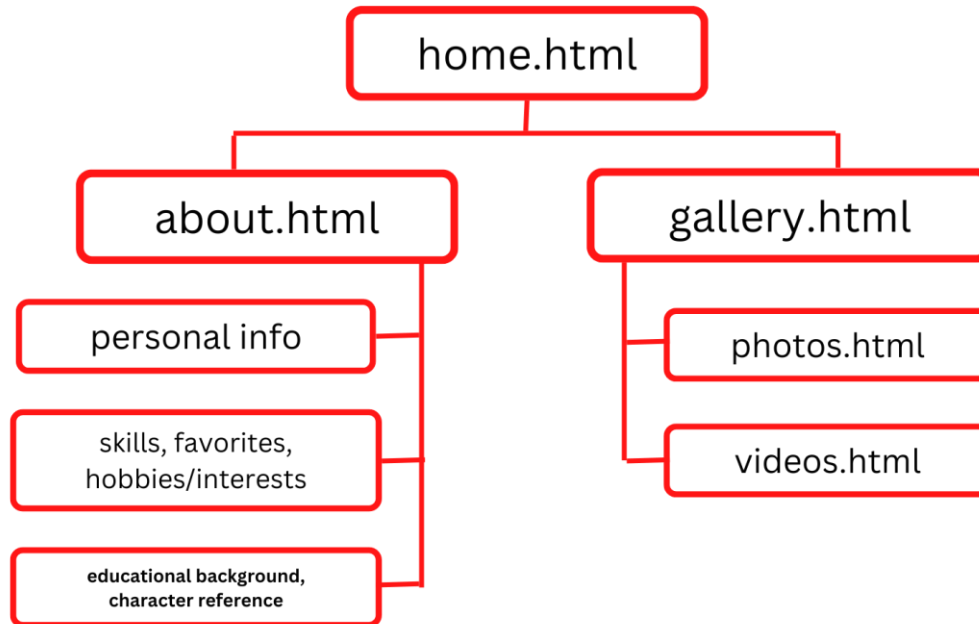 home.html
about.html
gallery.html
personal info
photos.html
skills, favorites,
hobbies/interests
videos.html
educational background,
character reference